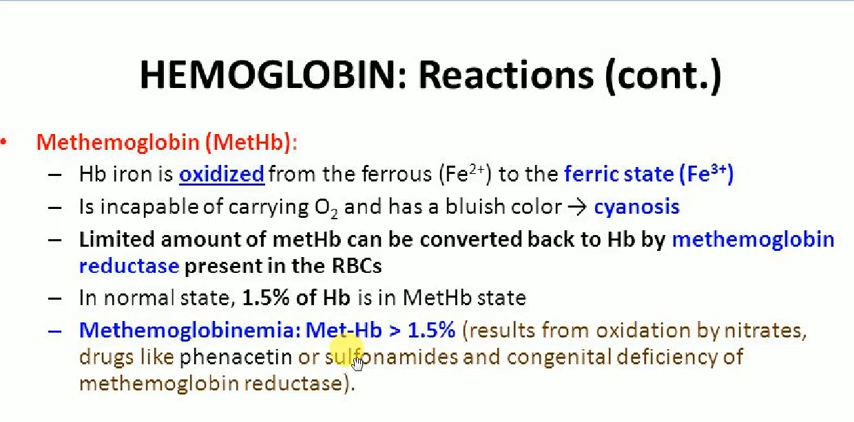 HEMOGLOBIN: Reactions (cont.)
• Methemoglobin (MetHb):
– Hb iron is oxidized from the ferrous (Fe²⁺) to the ferric state (Fe³⁺)
– Is incapable of carrying O₂ and has a bluish color → cyanosis
– Limited amount of metHb can be converted back to Hb by methemoglobin
reductase present in the RBCs
– In normal state, 1.5% of Hb is in MetHb state
– Methemoglobinemia: Met-Hb > 1.5% (results from oxidation by nitrates,
drugs like phenacetin or sulfonamides and congenital deficiency of
methemoglobin reductase).